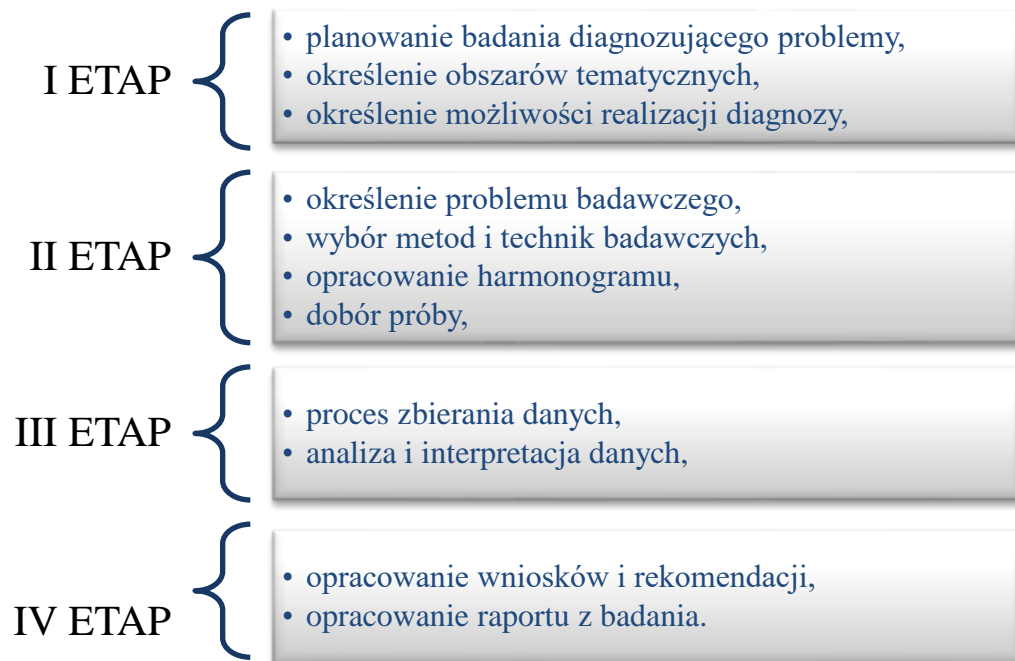 I ETAP
• planowanie badania diagnozującego problemy,
• określenie obszarów tematycznych,
• określenie możliwości realizacji diagnozy,
II ETAP
• określenie problemu badawczego,
• wybór metod i technik badawczych,
• opracowanie harmonogramu,
• dobór próby,
III ETAP
• proces zbierania danych,
• analiza i interpretacja danych,
IV ETAP
• opracowanie wniosków i rekomendacji,
• opracowanie raportu z badania.